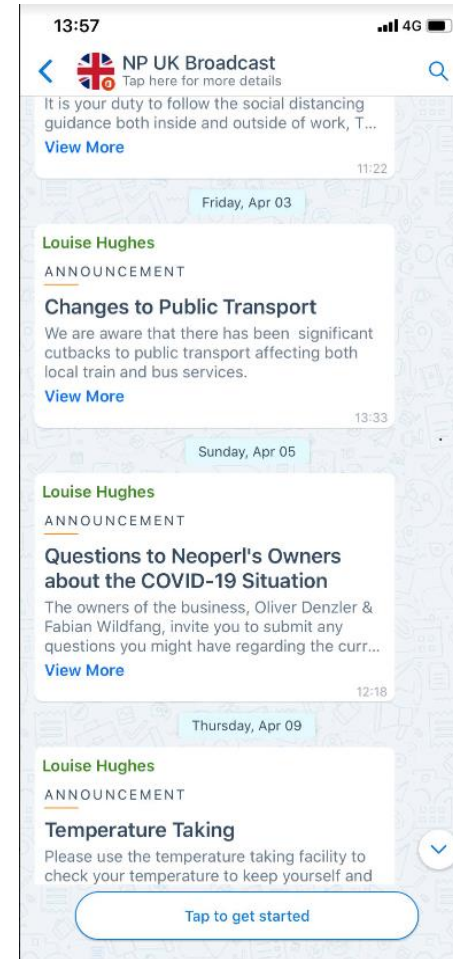 13:57
4G
NP UK Broadcast
Tap here for more details
It is your duty to follow the social distancing
guidance both inside and outside of work, T...
View More
11:22
Friday, Apr 03
Louise Hughes
ANNOUNCEMENT
Changes to Public Transport
We are aware that there has been significant
cutbacks to public transport affecting both
local train and bus services.
View More
13:33
Sunday, Apr 05
Louise Hughes
ANNOUNCEMENT
Questions to Neoperl's Owners
about the COVID-19 Situation
The owners of the business, Oliver Denzler &
Fabian Wildfang, invite you to submit any
questions you might have regarding the curr...
View More
12:18
Thursday, Apr 09
Louise Hughes
ANNOUNCEMENT
Temperature Taking
Please use the temperature taking facility to
check your temperature to keep yourself and
Tap to get started